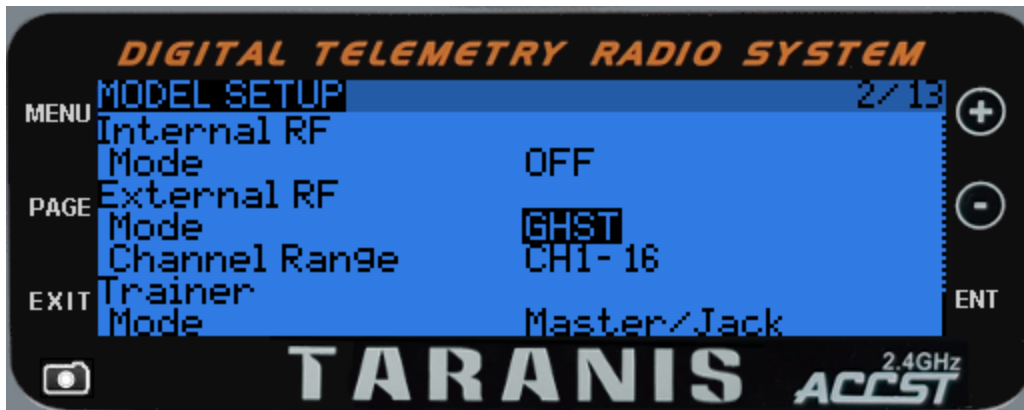 DIGITAL TELEMETRY RADIO SYSTEM
MENU
MODEL SETUP 2/13
Internal RF
Mode OFF
PAGE
External RF
Mode GHST
Channel Range CH1-16
EXIT
Trainer
Mode Master/Jack
ENT
TARANIS
2.4GHz
ACCST